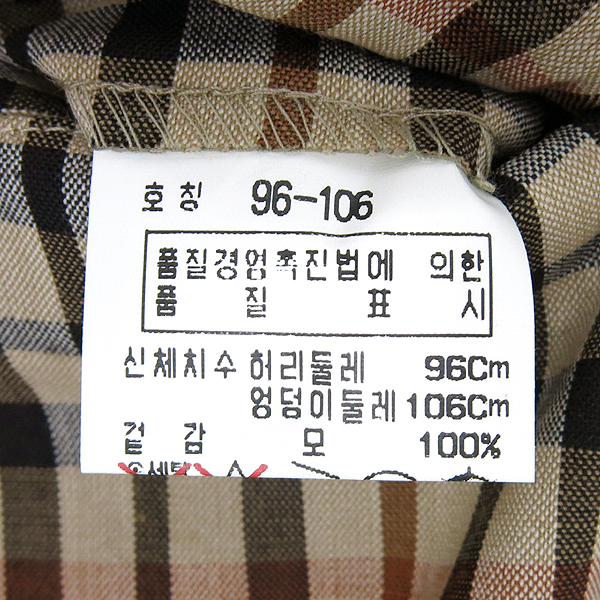 호칭 96-106
품질경영촉진법에 의한
품질표시
신체치수 허리둘레 96Cm
엉덩이둘레 106Cm
겉감 모 100%